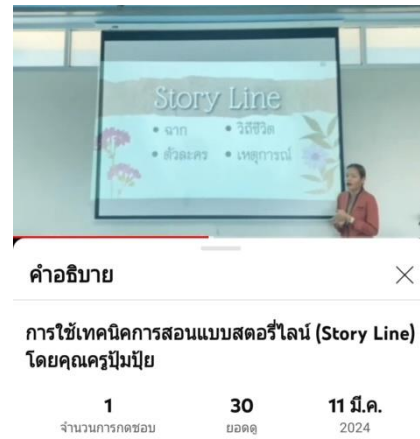 Story Line
• ฉาก • วิถีชีวิต
• ตัวละคร • เหตุการณ์
คำอธิบาย
การใช้เทคนิคการสอนแบบสตอรี่ไลน์ (Story Line)
โดยคุณครูปุ้มปุ้ย
1 30 11 มี.ค.
จำนวนการกดชอบ ยอดดู 2024